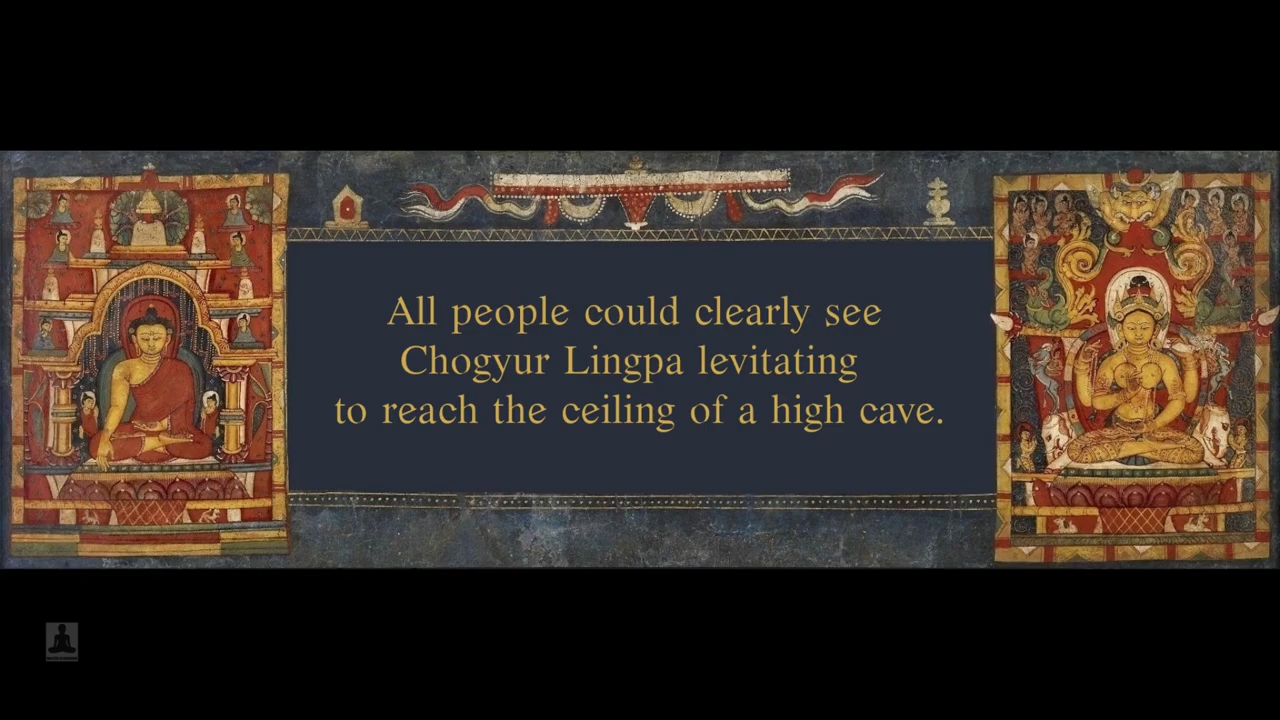 All people could clearly see
Chogyur Lingpa levitating
to reach the ceiling of a high cave.